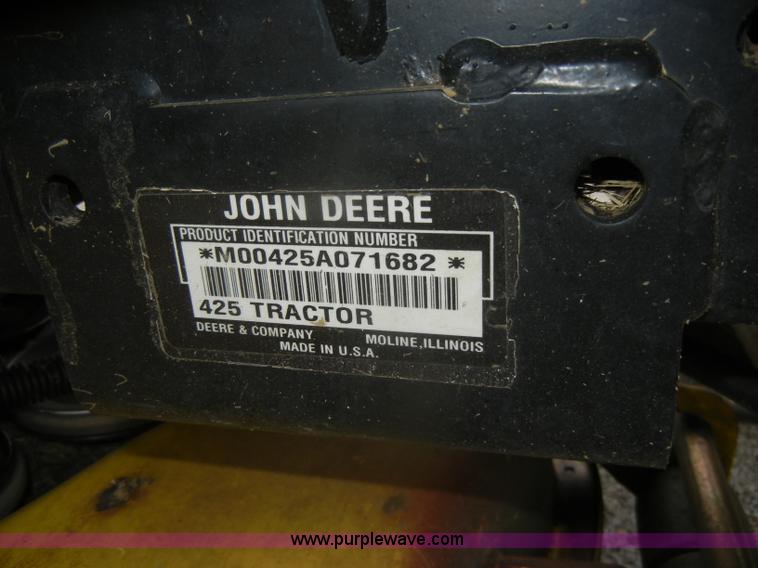 JOHN DEERE
PRODUCT IDENTIFICATION NUMBER
*M00425A071682*
425 TRACTOR
DEERE & COMPANY MOLINE, ILLINOIS
MADE IN U.S.A.
www.purplewave.com